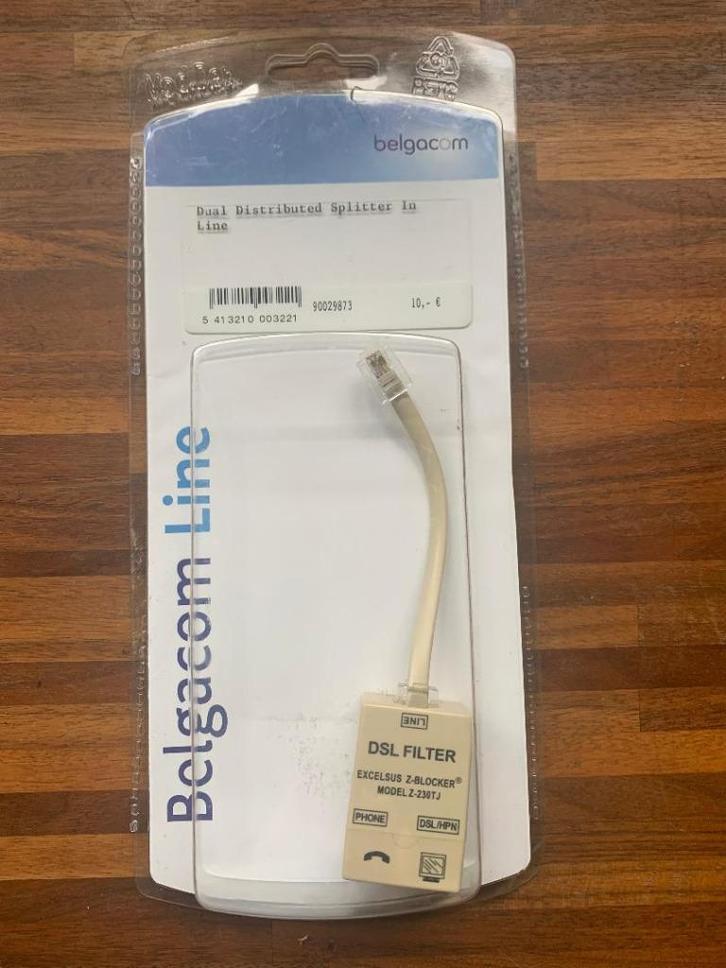 belgacom
Dual Distributed Splitter In
Line
5 413210 003221
90029873
10,- €
Belgacom Line
LINE
DSL FILTER
EXCELSUS Z-BLOCKER®
MODEL Z-230TJ
PHONE
DSL/HPN